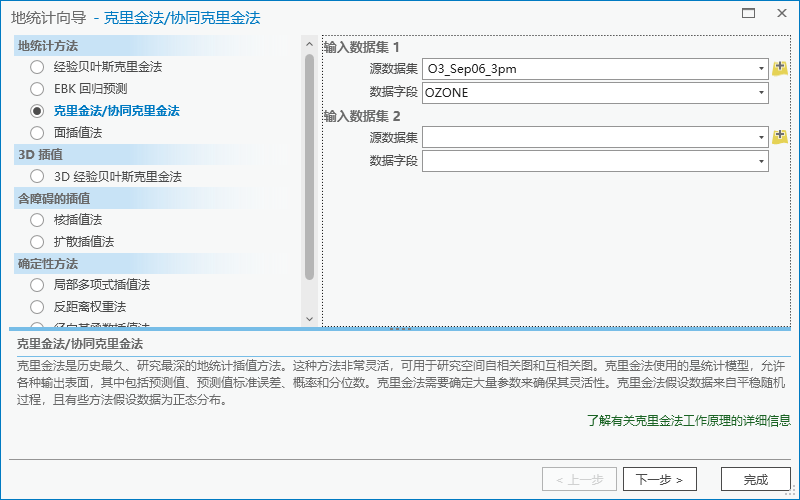 地统计向导 - 克里金法/协同克里金法
地统计方法
经验贝叶斯克里金法
EBK 回归预测
克里金法/协同克里金法
面插值法
3D 插值
3D 经验贝叶斯克里金法
含障碍的插值
核插值法
扩散插值法
确定性方法
局部多项式插值法
反距离权重法
输入数据集 1
源数据集 O3_Sep06_3pm
数据字段 OZONE
输入数据集 2
源数据集
数据字段
克里金法/协同克里金法
克里金法是历史最久、研究最深的地统计插值方法。这种方法非常灵活，可用于研究空间自相关图和互相关图。克里金法使用的是统计模型，允许
各种输出表面，其中包括预测值、预测值标准误差、概率和分位数。克里金法需要确定大量参数来确保其灵活性。克里金法假设数据来自平稳随机
过程，且有些方法假设数据为正态分布。
了解有关克里金法工作原理的详细信息
< 上一步
下一步 >
完成